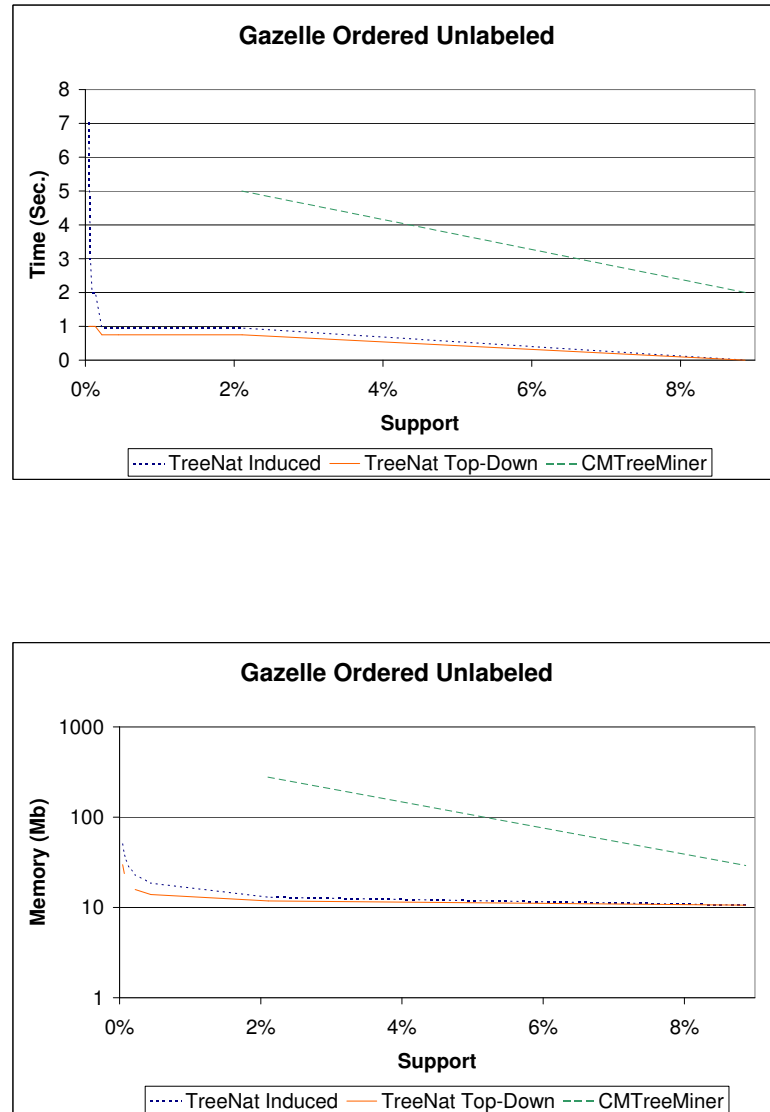 Gazelle Ordered Unlabeled
8
7
6
5
4
3
2
1
0
Time (Sec.)
0% 2% 4% 6% 8%
Support
TreeNat Induced TreeNat Top-Down CMTreeMiner
Gazelle Ordered Unlabeled
1000
100
10
1
Memory (Mb)
0% 2% 4% 6% 8%
Support
TreeNat Induced TreeNat Top-Down CMTreeMiner